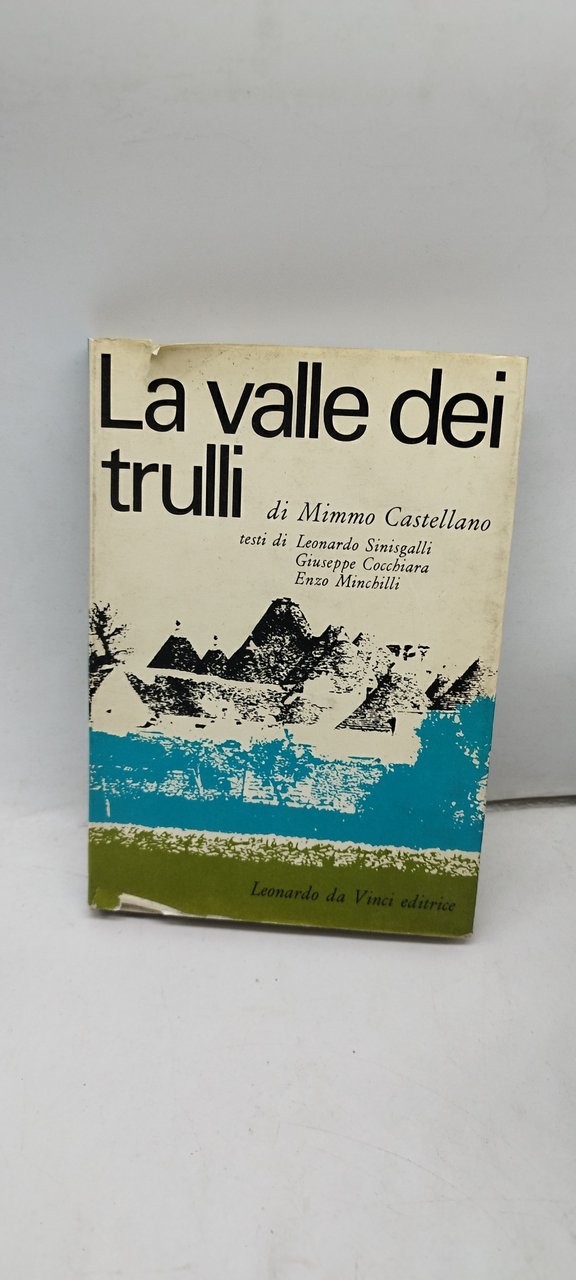 La valle dei
trulli
di Mimmo Castellano
testi di Leonardo Sinisgalli
Giuseppe Cocchiara
Enzo Minchilli
Leonardo da Vinci editrice